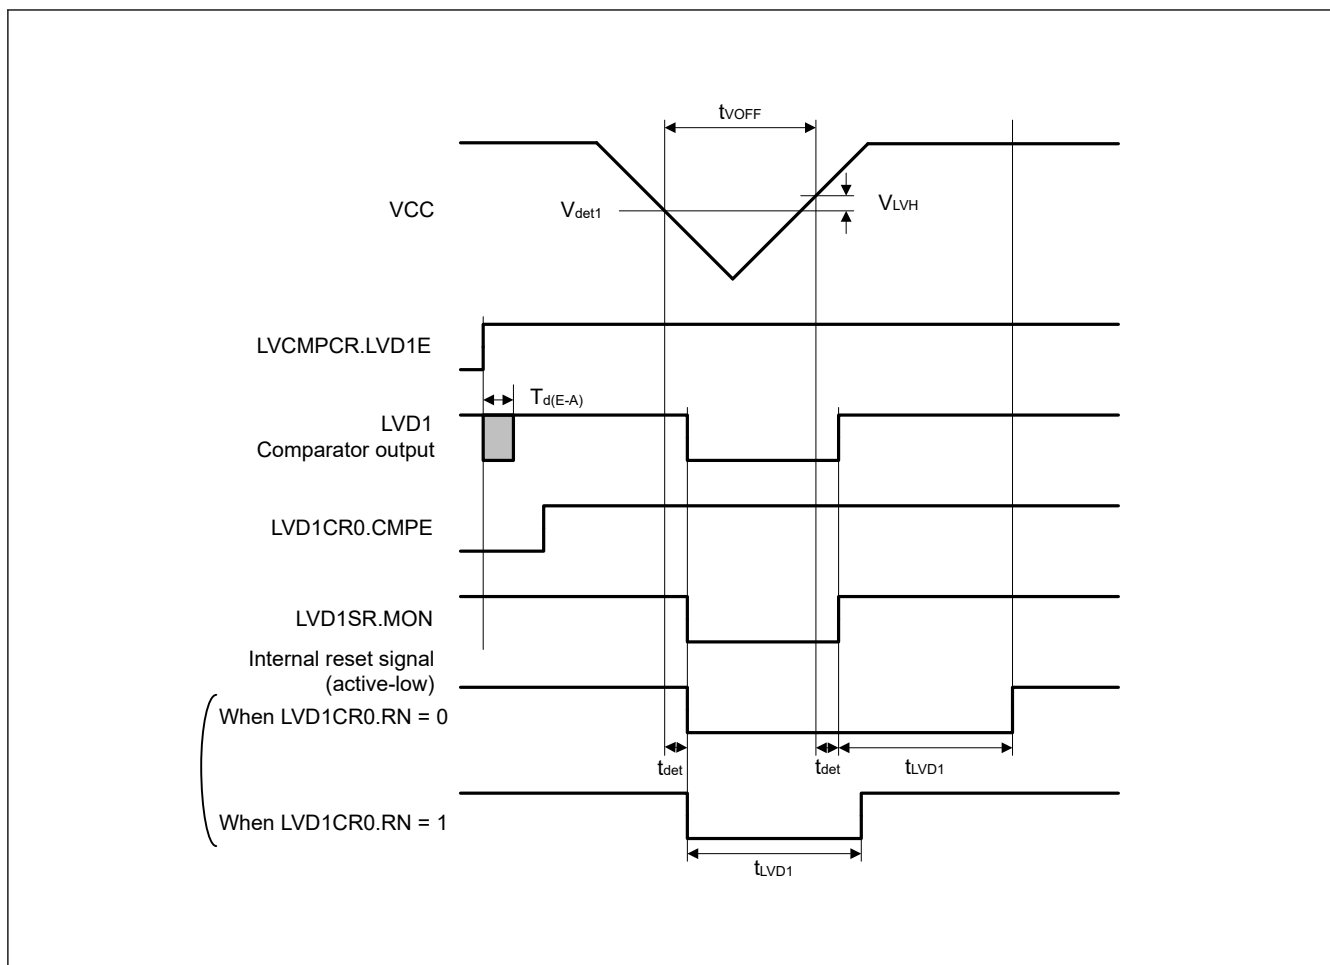 tVOFF
VCC
Vdet1
VLVH
LVCMPCR.LVD1E
Td(E-A)
LVD1
Comparator output
LVD1CR0.CMPE
LVD1SR.MON
Internal reset signal
(active-low)
When LVD1CR0.RN = 0
tdet
tdet
tLVD1
When LVD1CR0.RN = 1
tLVD1